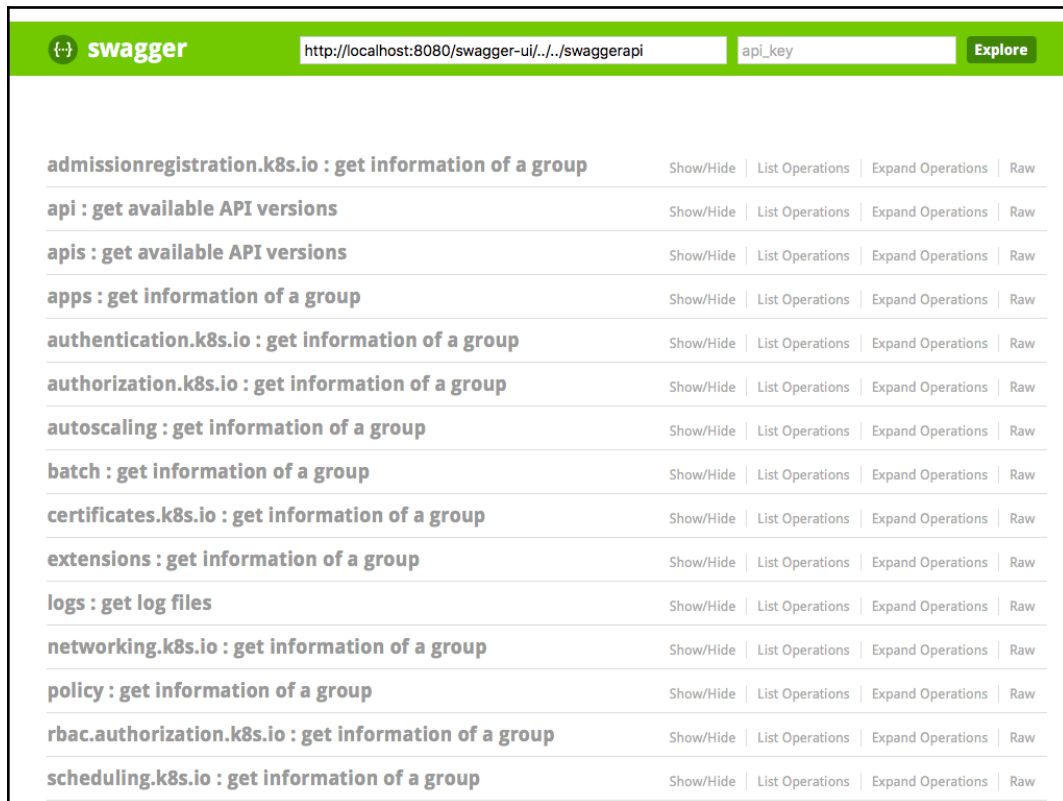 {···} swagger http://localhost:8080/swagger-ui/../../swaggerapi api_key Explore
admissionregistration.k8s.io : get information of a group Show/Hide List Operations Expand Operations Raw
api : get available API versions Show/Hide List Operations Expand Operations Raw
apis : get available API versions Show/Hide List Operations Expand Operations Raw
apps : get information of a group Show/Hide List Operations Expand Operations Raw
authentication.k8s.io : get information of a group Show/Hide List Operations Expand Operations Raw
authorization.k8s.io : get information of a group Show/Hide List Operations Expand Operations Raw
autoscaling : get information of a group Show/Hide List Operations Expand Operations Raw
batch : get information of a group Show/Hide List Operations Expand Operations Raw
certificates.k8s.io : get information of a group Show/Hide List Operations Expand Operations Raw
extensions : get information of a group Show/Hide List Operations Expand Operations Raw
logs : get log files Show/Hide List Operations Expand Operations Raw
networking.k8s.io : get information of a group Show/Hide List Operations Expand Operations Raw
policy : get information of a group Show/Hide List Operations Expand Operations Raw
rbac.authorization.k8s.io : get information of a group Show/Hide List Operations Expand Operations Raw
scheduling.k8s.io : get information of a group Show/Hide List Operations Expand Operations Raw